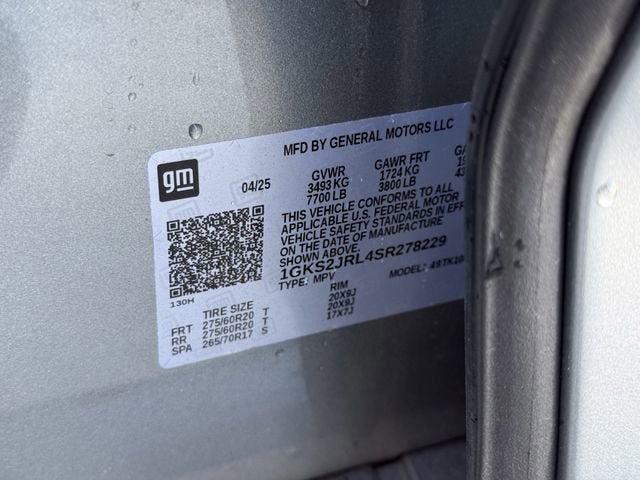 MFD BY GENERAL MOTORS LLC
gm
04/25
GVWR GAWR FRT GA
3493 KG 1724 KG 19
7700 LB 3800 LB 43
THIS VEHICLE CONFORMS TO ALL
APPLICABLE U.S. FEDERAL MOTOR
VEHICLE SAFETY STANDARDS IN EFF
ON THE DATE OF MANUFACTURE
SHOWN ABOVE.
1GKS2JRL4SR278229
TYPE: MPV MODEL:
130H
TIRE SIZE RIM
FRT 275/60R20 T 20X9J
RR 275/60R20 T 20X9J
SPA 265/70R17 S 17X7J